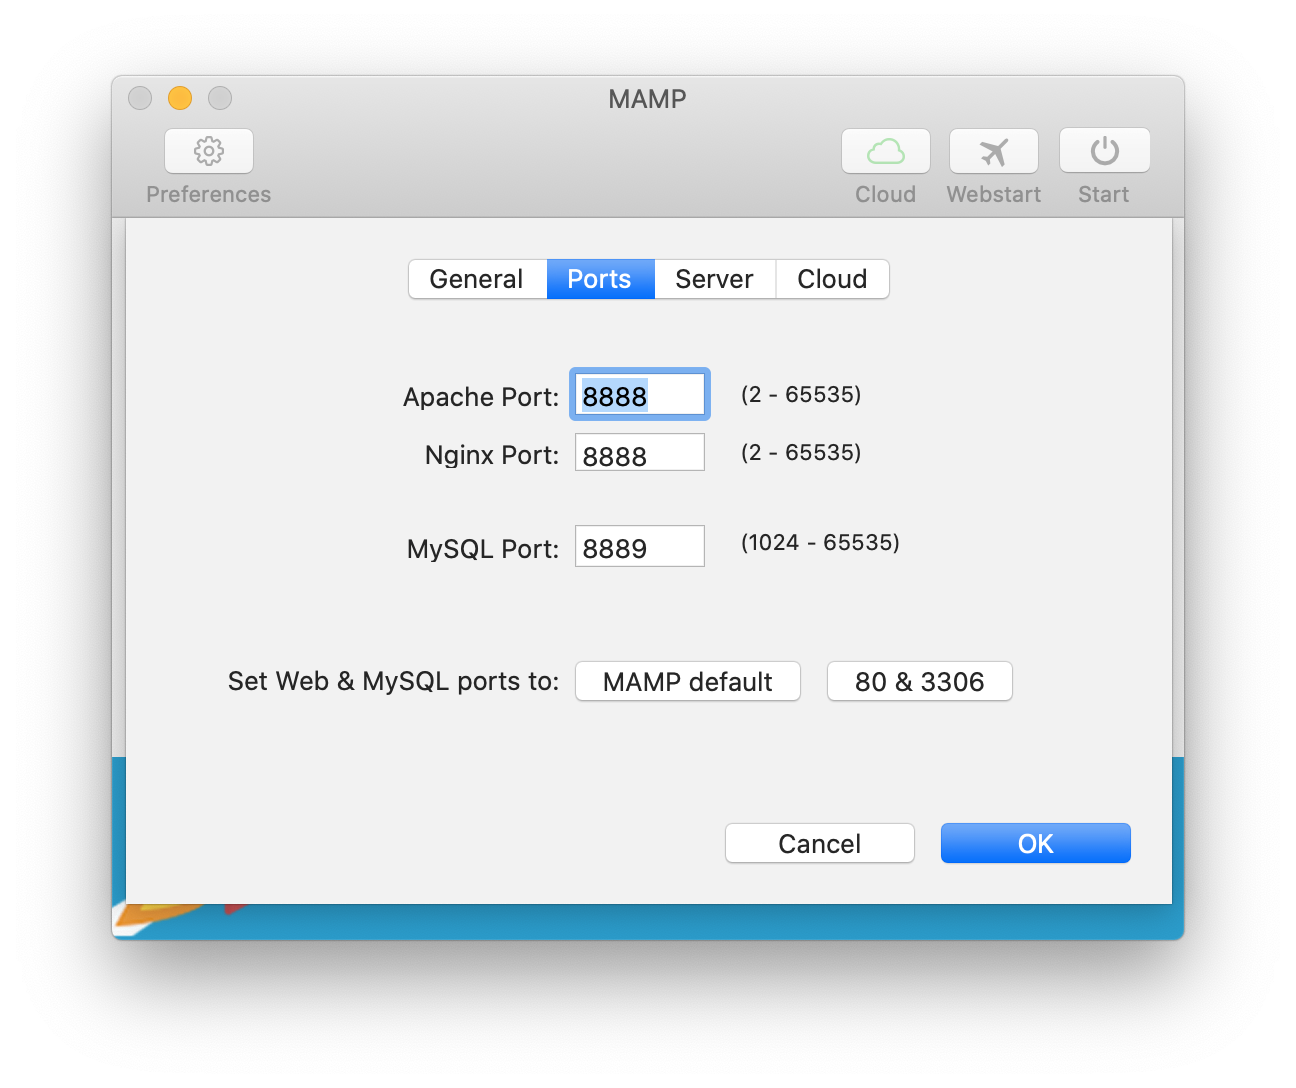 MAMP
Preferences
Cloud Webstart Start
General Ports Server Cloud
Apache Port: 8888 (2 - 65535)
Nginx Port: 8888 (2 - 65535)
MySQL Port: 8889 (1024 - 65535)
Set Web & MySQL ports to: MAMP default 80 & 3306
Cancel OK